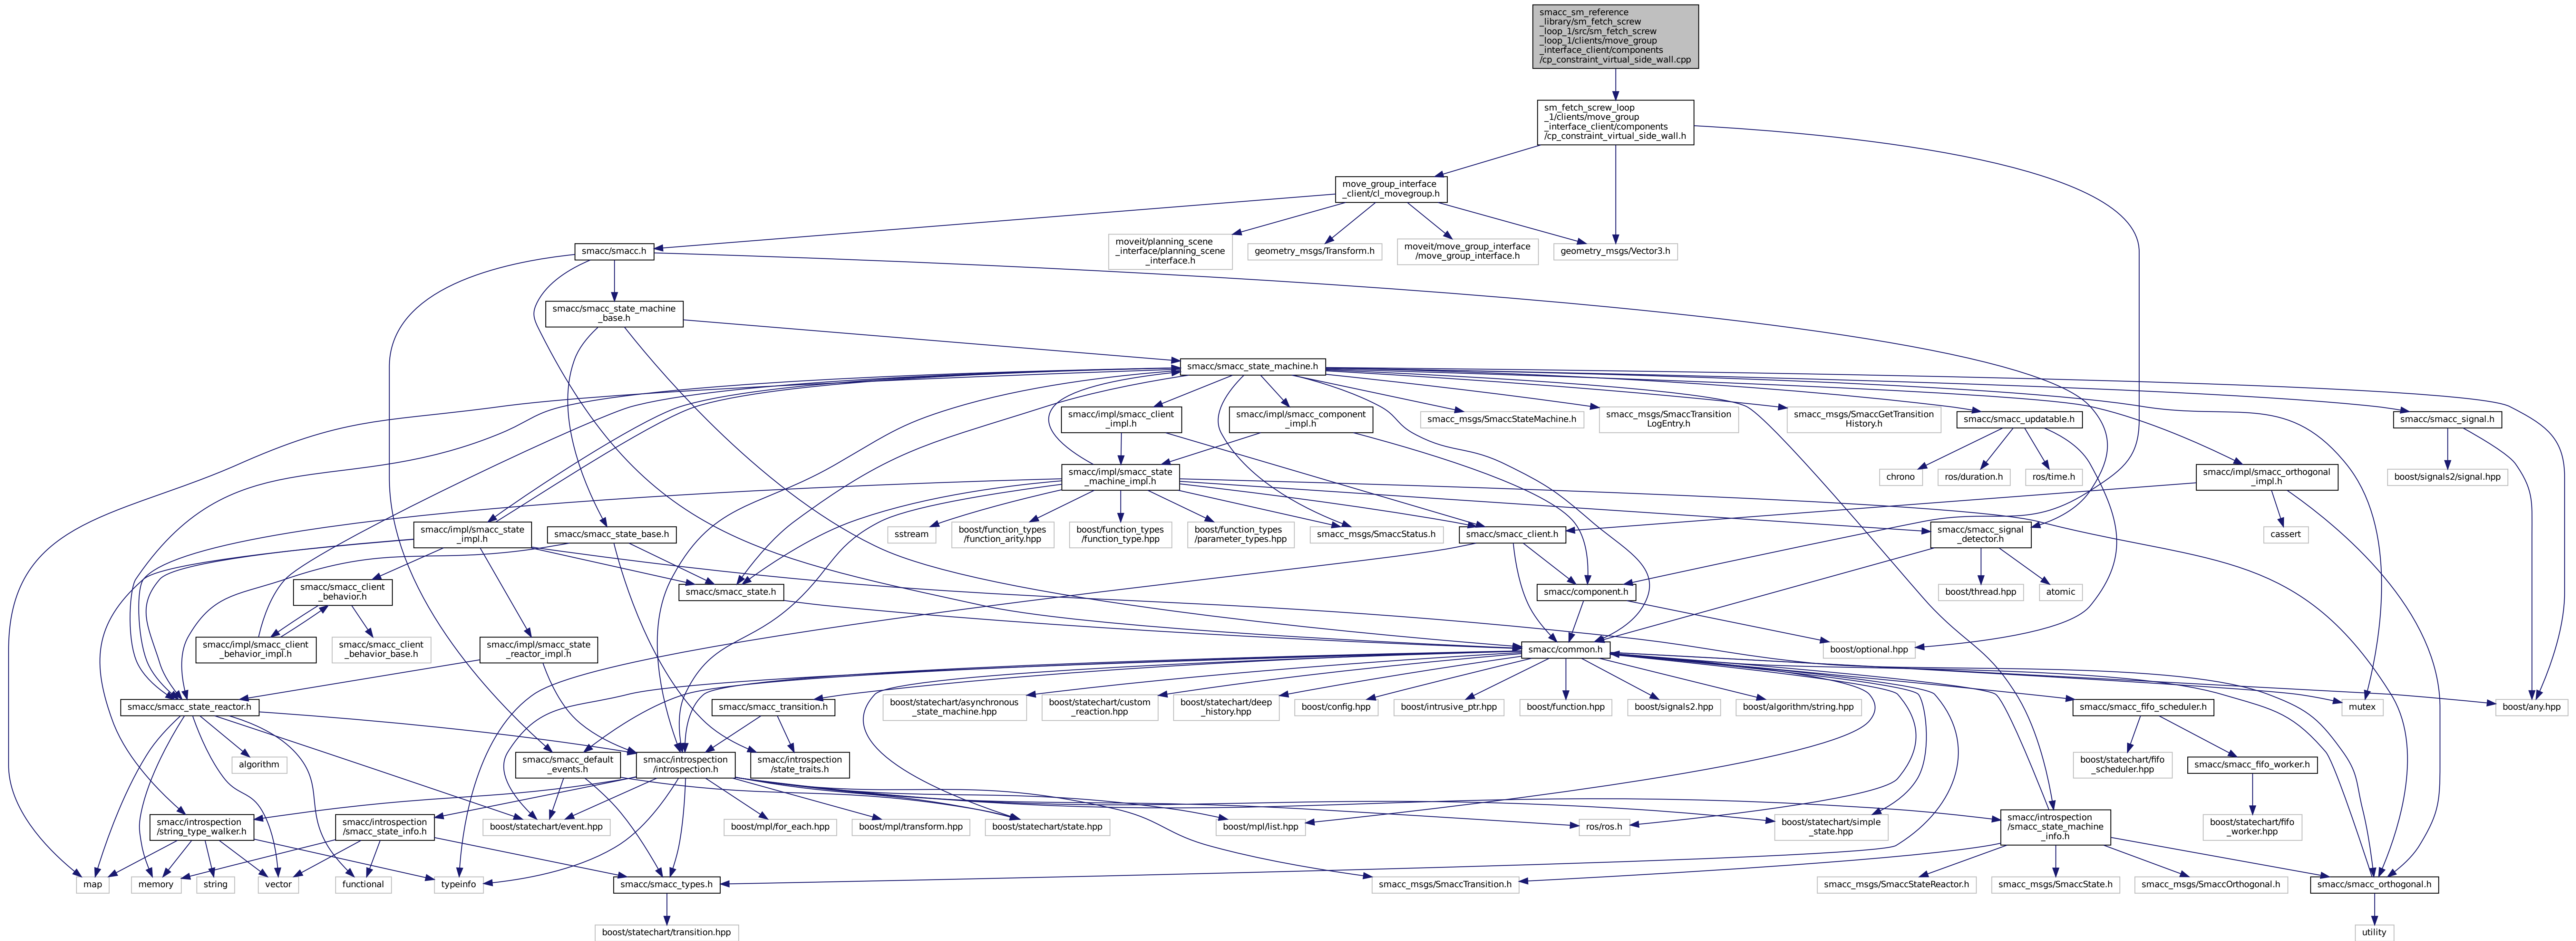 smacc_sm_reference
_library/sm_fetch_screw
_loop_1/src/sm_fetch_screw
_loop_1/clients/move_group
_interface_client/components
/cp_constraint_virtual_side_wall.cpp
sm_fetch_screw_loop
_1/clients/move_group
_interface_client/components
/cp_constraint_virtual_side_wall.h
move_group_interface
_client/cl_movegroup.h
smacc/smacc.h
moveit/planning_scene
_interface/planning_scene
_interface.h
geometry_msgs/Transform.h
moveit/move_group_interface
/move_group_interface.h
geometry_msgs/Vector3.h
smacc/smacc_state_machine
_base.h
smacc/smacc_state_machine.h
smacc/impl/smacc_client
_impl.h
smacc/impl/smacc_component
_impl.h
smacc_msgs/SmaccStateMachine.h
smacc_msgs/SmaccTransition
LogEntry.h
smacc_msgs/SmaccGetTransition
History.h
smacc/smacc_updatable.h
smacc/smacc_signal.h
smacc/impl/smacc_state
_machine_impl.h
chrono
ros/duration.h
ros/time.h
smacc/impl/smacc_orthogonal
_impl.h
boost/signals2/signal.hpp
smacc/impl/smacc_state
_impl.h
smacc/smacc_state_base.h
sstream
boost/function_types
/function_arity.hpp
boost/function_types
/function_type.hpp
boost/function_types
/parameter_types.hpp
smacc_msgs/SmaccStatus.h
smacc/smacc_client.h
smacc/smacc_signal
_detector.h
cassert
smacc/smacc_client
_behavior.h
smacc/smacc_state.h
smacc/component.h
boost/thread.hpp
atomic
smacc/impl/smacc_client
_behavior_impl.h
smacc/smacc_client
_behavior_base.h
smacc/impl/smacc_state
_reactor_impl.h
smacc/common.h
boost/optional.hpp
smacc/smacc_state_reactor.h
smacc/smacc_transition.h
boost/statechart/asynchronous
_state_machine.hpp
boost/statechart/custom
_reaction.hpp
boost/statechart/deep
_history.hpp
boost/config.hpp
boost/intrusive_ptr.hpp
boost/function.hpp
boost/signals2.hpp
boost/algorithm/string.hpp
smacc/smacc_fifo_scheduler.h
mutex
boost/any.hpp
algorithm
smacc/smacc_default
_events.h
smacc/introspection
/introspection.h
smacc/introspection
/state_traits.h
boost/statechart/fifo
_scheduler.hpp
smacc/smacc_fifo_worker.h
smacc/introspection
/string_type_walker.h
smacc/introspection
/smacc_state_info.h
boost/statechart/event.hpp
boost/mpl/for_each.hpp
boost/mpl/transform.hpp
boost/statechart/state.hpp
boost/mpl/list.hpp
ros/ros.h
boost/statechart/simple
_state.hpp
smacc/introspection
/smacc_state_machine
_info.h
boost/statechart/fifo
_worker.hpp
map
memory
string
vector
functional
typeinfo
smacc/smacc_types.h
smacc_msgs/SmaccTransition.h
smacc_msgs/SmaccStateReactor.h
smacc_msgs/SmaccState.h
smacc_msgs/SmaccOrthogonal.h
smacc/smacc_orthogonal.h
boost/statechart/transition.hpp
utility